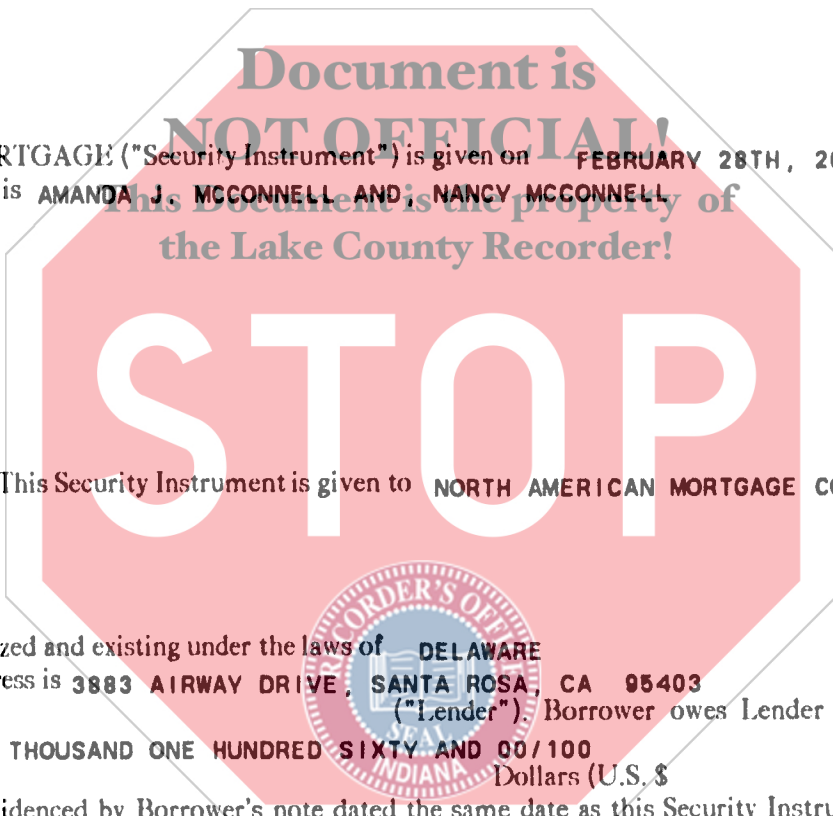 Document is
NOT OFFICIAL!
RTGAGE ("Security Instrument") is given on FEBRUARY 28TH, 20
is AMANDA J. MCCONNELL AND, NANCY MCCONNELL
This Document is the property of
the Lake County Recorder!
STOP
This Security Instrument is given to NORTH AMERICAN MORTGAGE CO
RECORDER'S OFFICE
zed and existing under the laws of DELAWARE
ess is 3883 AIRWAY DRIVE, SANTA ROSA, CA 95403
("Lender"). Borrower owes Lender
SEAL
THOUSAND ONE HUNDRED SIXTY AND 00/100
INDIANA
Dollars (U.S. $
idenced by Borrower's note dated the same date as this Security Instru